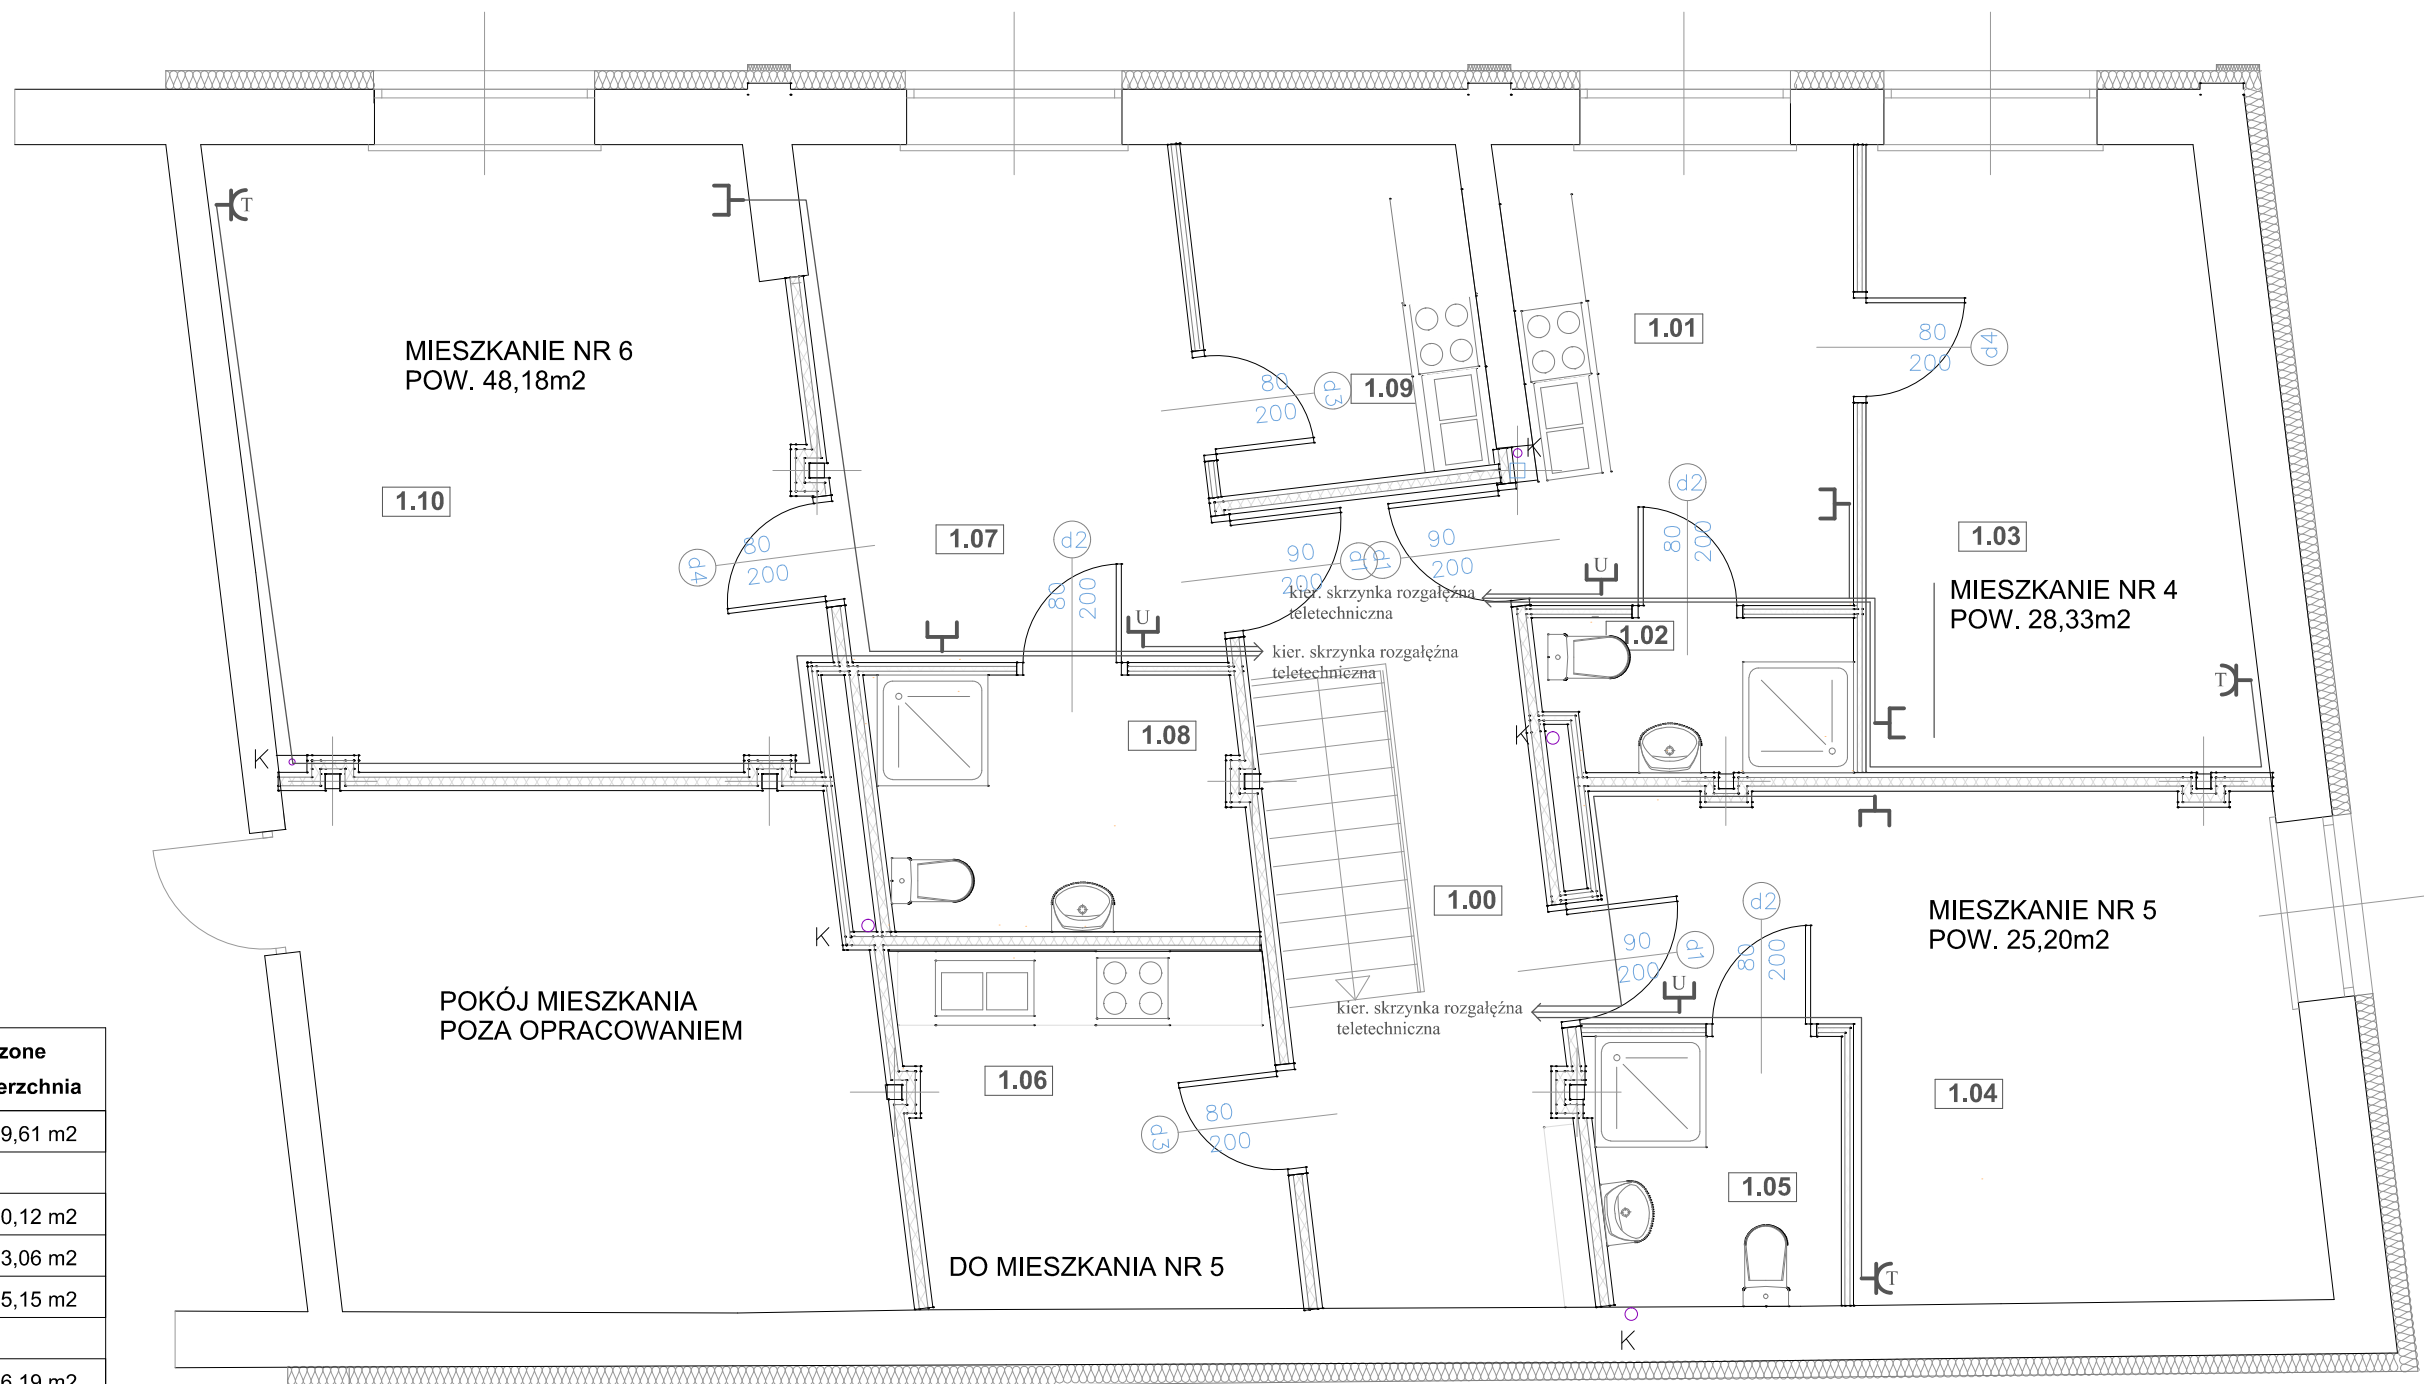 T
MIESZKANIE NR 6
POW. 48,18m2
1.10
80
200
d4
1.07
d2
80
200
U
80
200
d3
1.09
1.01
K
80
200
d4
d2
80
200
90
200
d1
d1
90
200
U
kier. skrzynka rozgałęźna
teletechniczna
kier. skrzynka rozgałęźna
teletechniczna
1.03
MIESZKANIE NR 4
POW. 28,33m2
1.02
T
K
1.08
K
K
1.00
90
200
d1
U
d2
80
200
MIESZKANIE NR 5
POW. 25,20m2
kier. skrzynka rozgałęźna
teletechniczna
POKÓJ MIESZKANIA
POZA OPRACOWANIEM
1.06
80
200
d3
1.04
1.05
T
DO MIESZKANIA NR 5
K
zone
erzchnia
9,61 m2
0,12 m2
3,06 m2
5,15 m2
6,19 m2